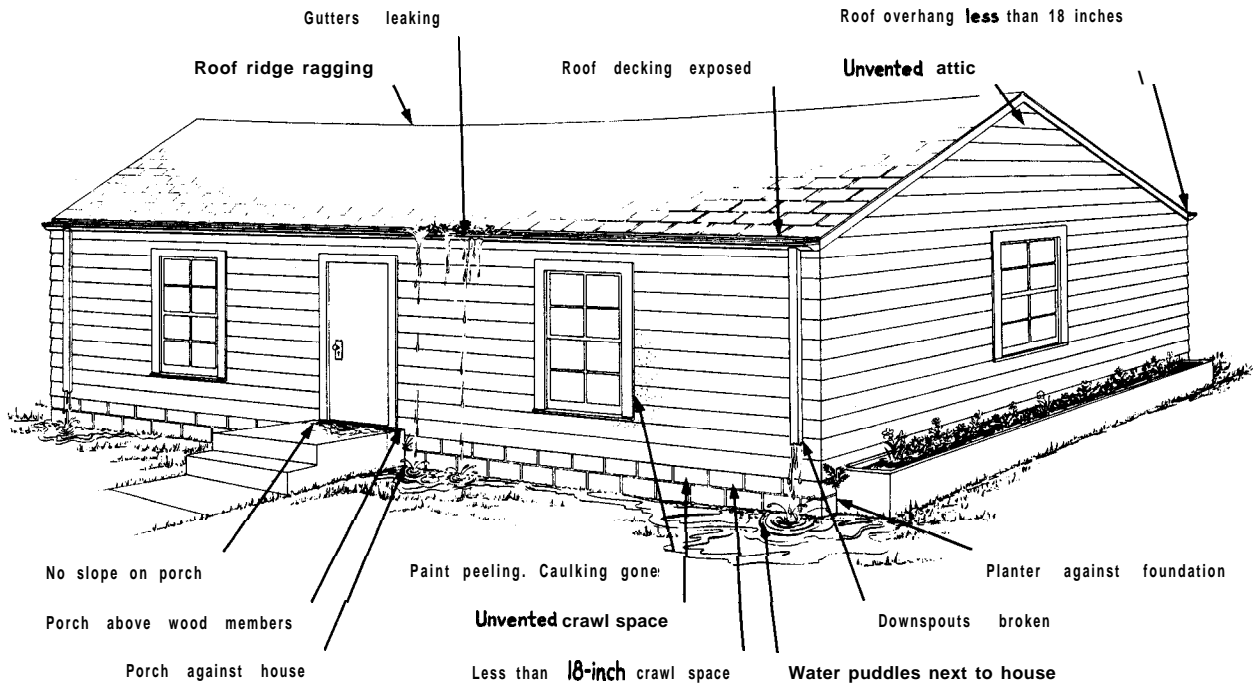 Gutters leaking
Roof overhang less than 18 inches
Roof ridge ragging
Roof decking exposed
Unvented attic
No slope on porch
Paint peeling. Caulking gone
Planter against foundation
Porch above wood members
Unvented crawl space
Downspouts broken
Porch against house
Less than 18-inch crawl space
Water puddles next to house